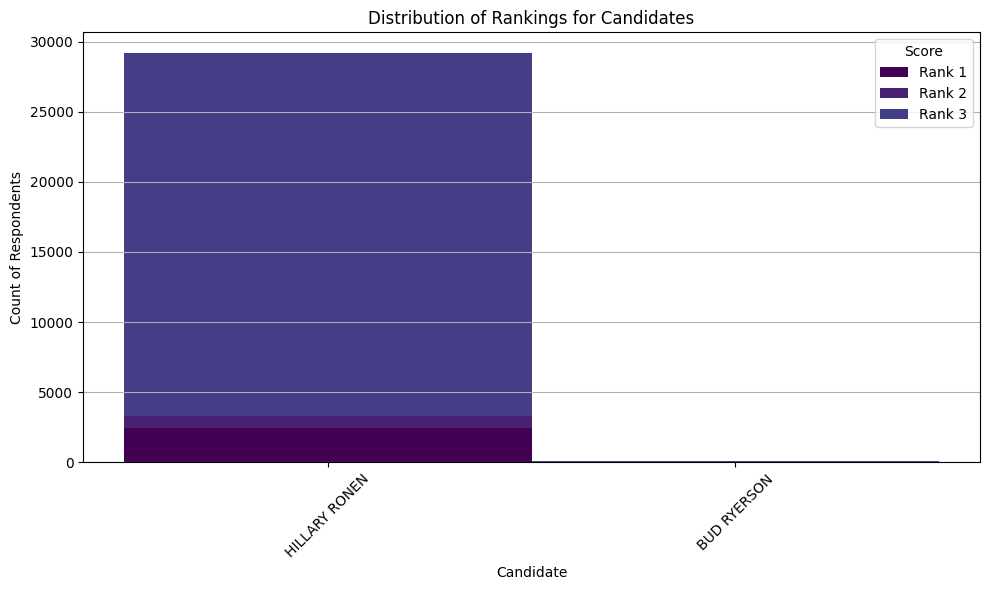 Distribution of Rankings for Candidates
Count of Respondents
30000
25000
20000
15000
10000
5000
0
Score
Rank 1
Rank 2
Rank 3
HILLARY RONEN
BUD RYERSON
Candidate